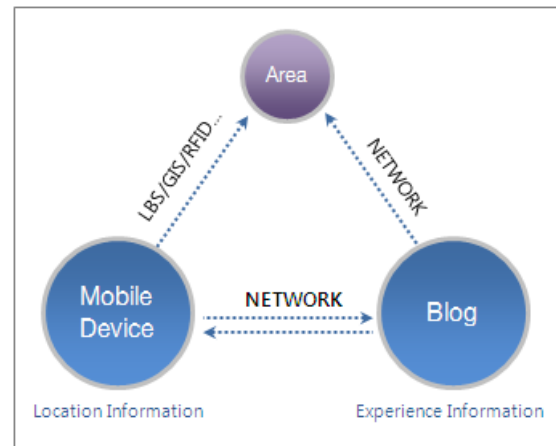 Area
LBS/GIS/RFID...
NETWORK
Mobile
Device
NETWORK
Blog
Location Information
Experience Information